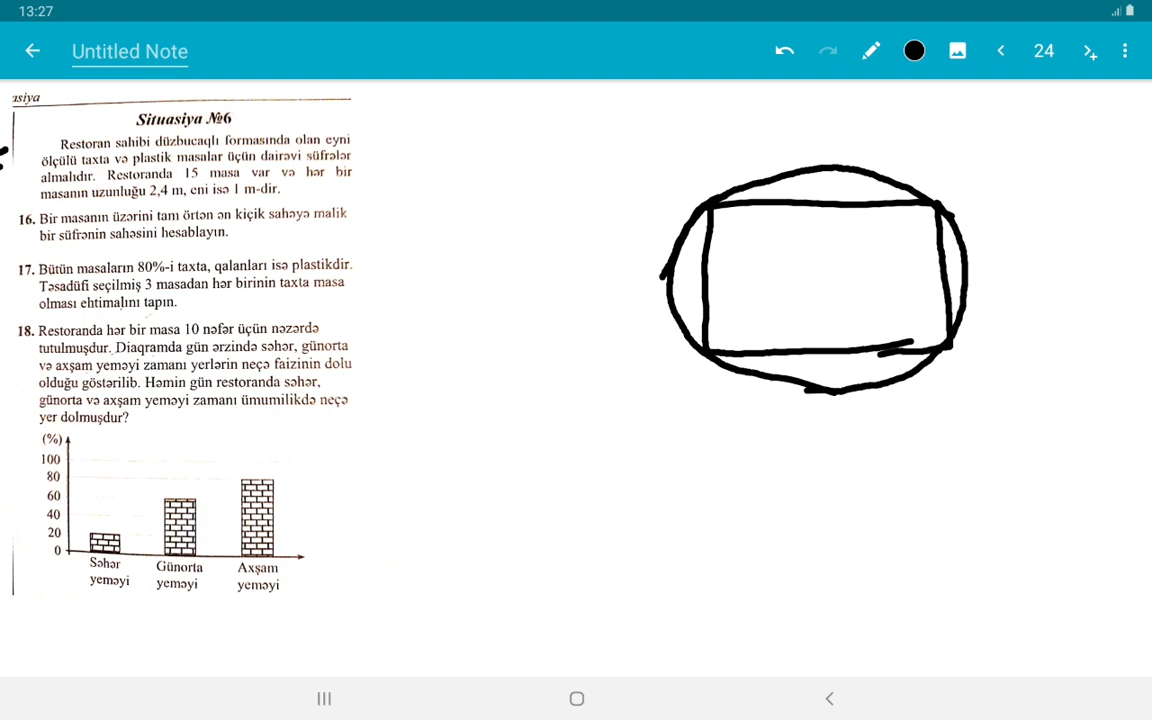 13:27
Untitled Note
24
asiya
Situasiya №6
Restoran sahibi düzbucaqlı formasında olan eyni
ölçülü taxta və plastik masalar üçün dairəvi süfrələr
almalıdır. Restoranda 15 masa var və hər bir
masanın uzunluğu 2,4 m, eni isə 1 m-dir.
16. Bir masanın üzərini tam örtən ən kiçik sahəyə malik
bir süfrənin sahəsini hesablayın.
17. Bütün masaların 80%-i taxta, qalanları isə plastikdir.
Təsadüfi seçilmiş 3 masadan hər birinin taxta masa
olması ehtimalını tapın.
18. Restoranda hər bir masa 10 nəfər üçün nəzərdə
tutulmuşdur. Diaqramda gün ərzində səhər, günorta
və axşam yeməyi zamanı yerlərin neçə faizinin dolu
olduğu göstərilib. Həmin gün restoranda səhər,
günorta və axşam yeməyi zamanı ümumilikdə neçə
yer dolmuşdur?
(%)
100
80
60
40
20
0
Səhər yeməyi
Günorta yeməyi
Axşam yeməyi